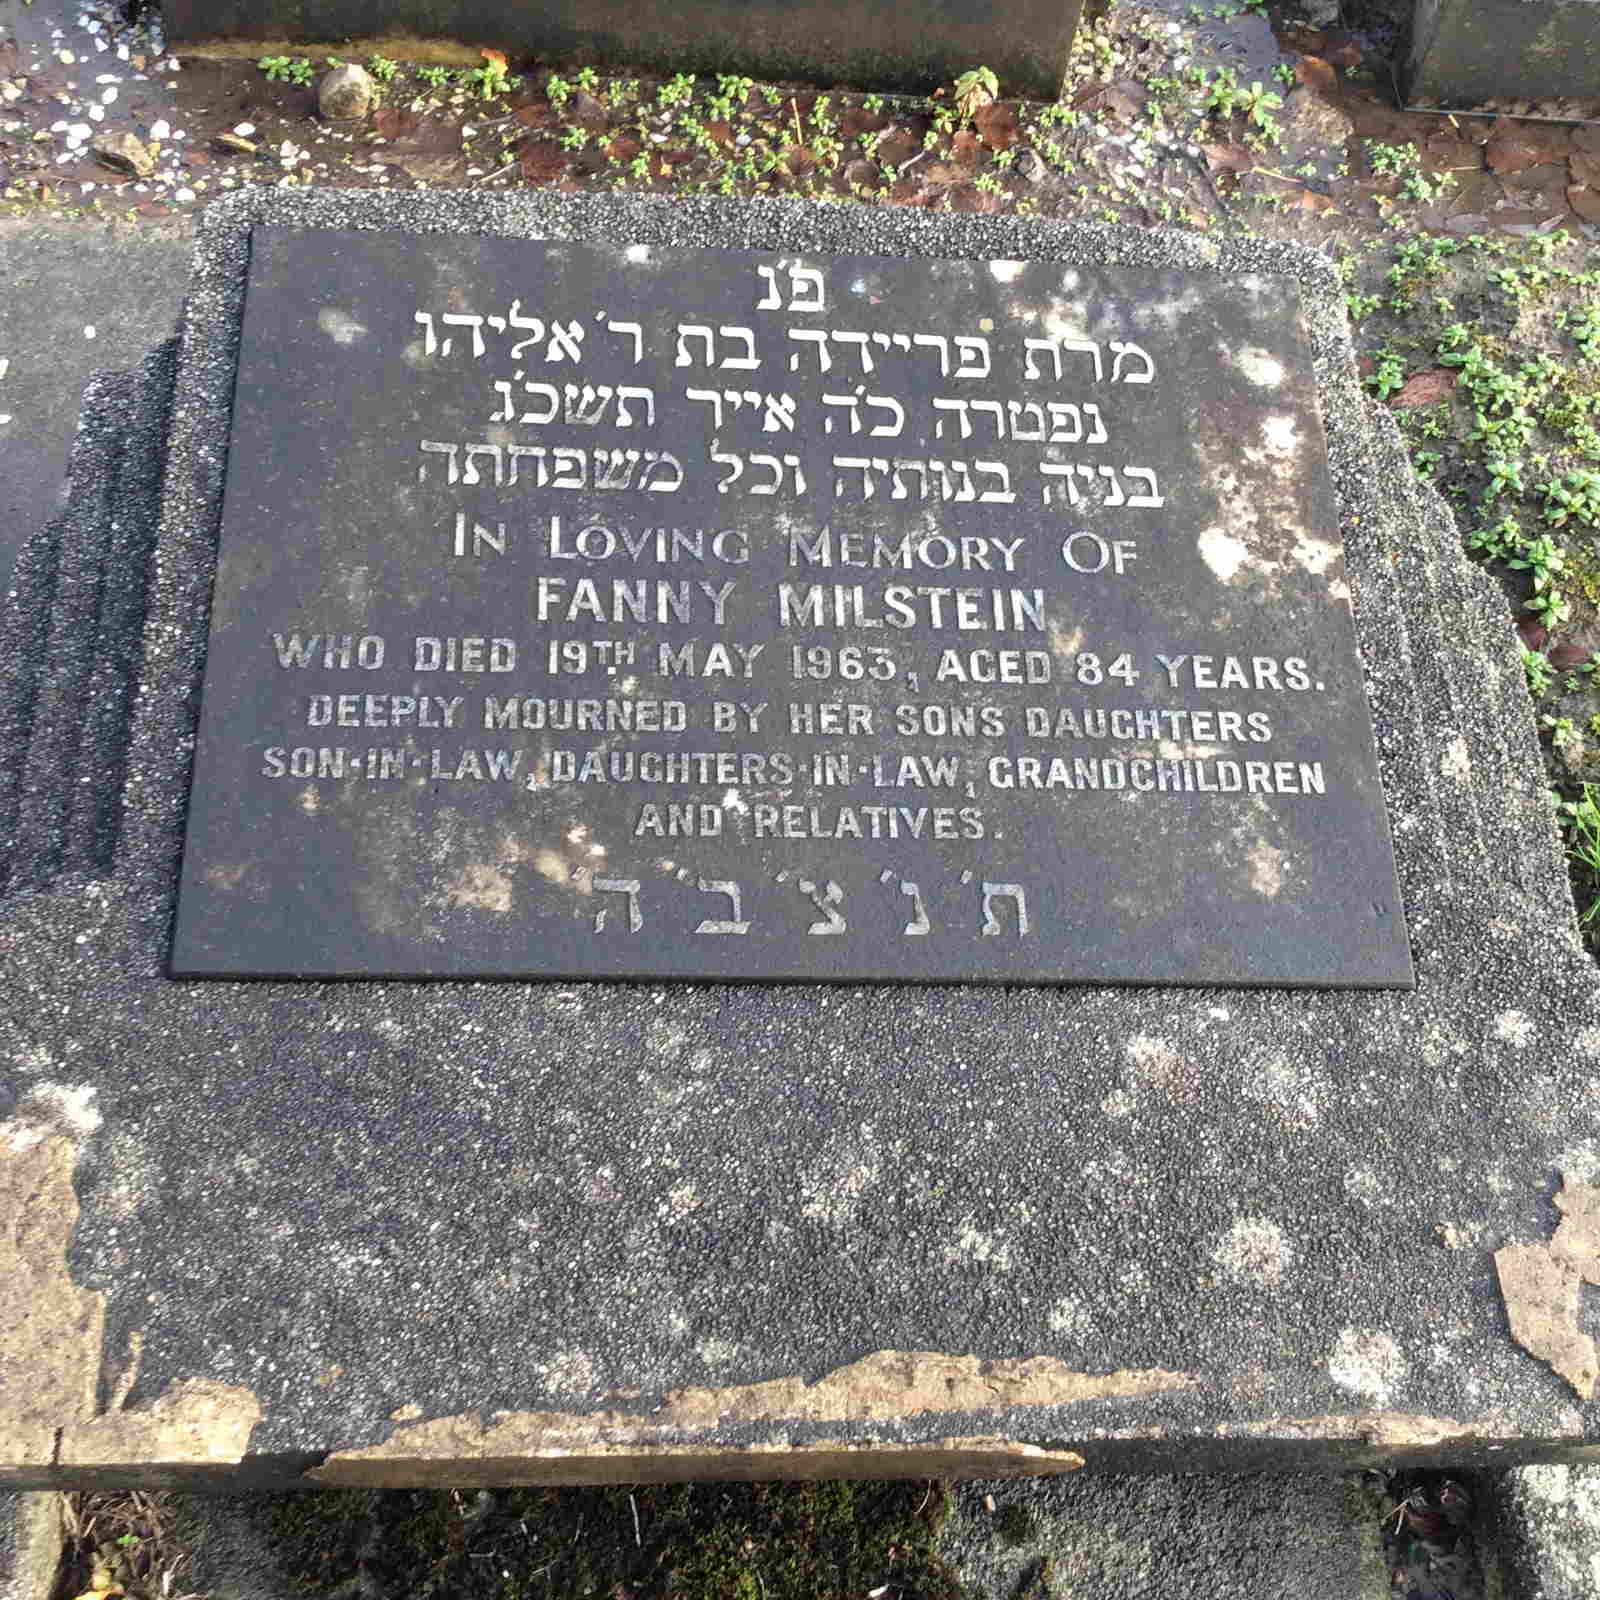 פ׳נ
מרת פריידה בת ר׳ אליהו
נפטרה כ׳ה אייר תשכ׳ג
בניה בנותיה וכל משפחתה
IN LOVING MEMORY OF
FANNY MILSTEIN
WHO DIED 19TH MAY 1963, AGED 84 YEARS.
DEEPLY MOURNED BY HER SONS DAUGHTERS
SON-IN-LAW, DAUGHTERS-IN-LAW, GRANDCHILDREN
AND RELATIVES.
ת׳ נ׳ צ׳ ב׳ ה׳